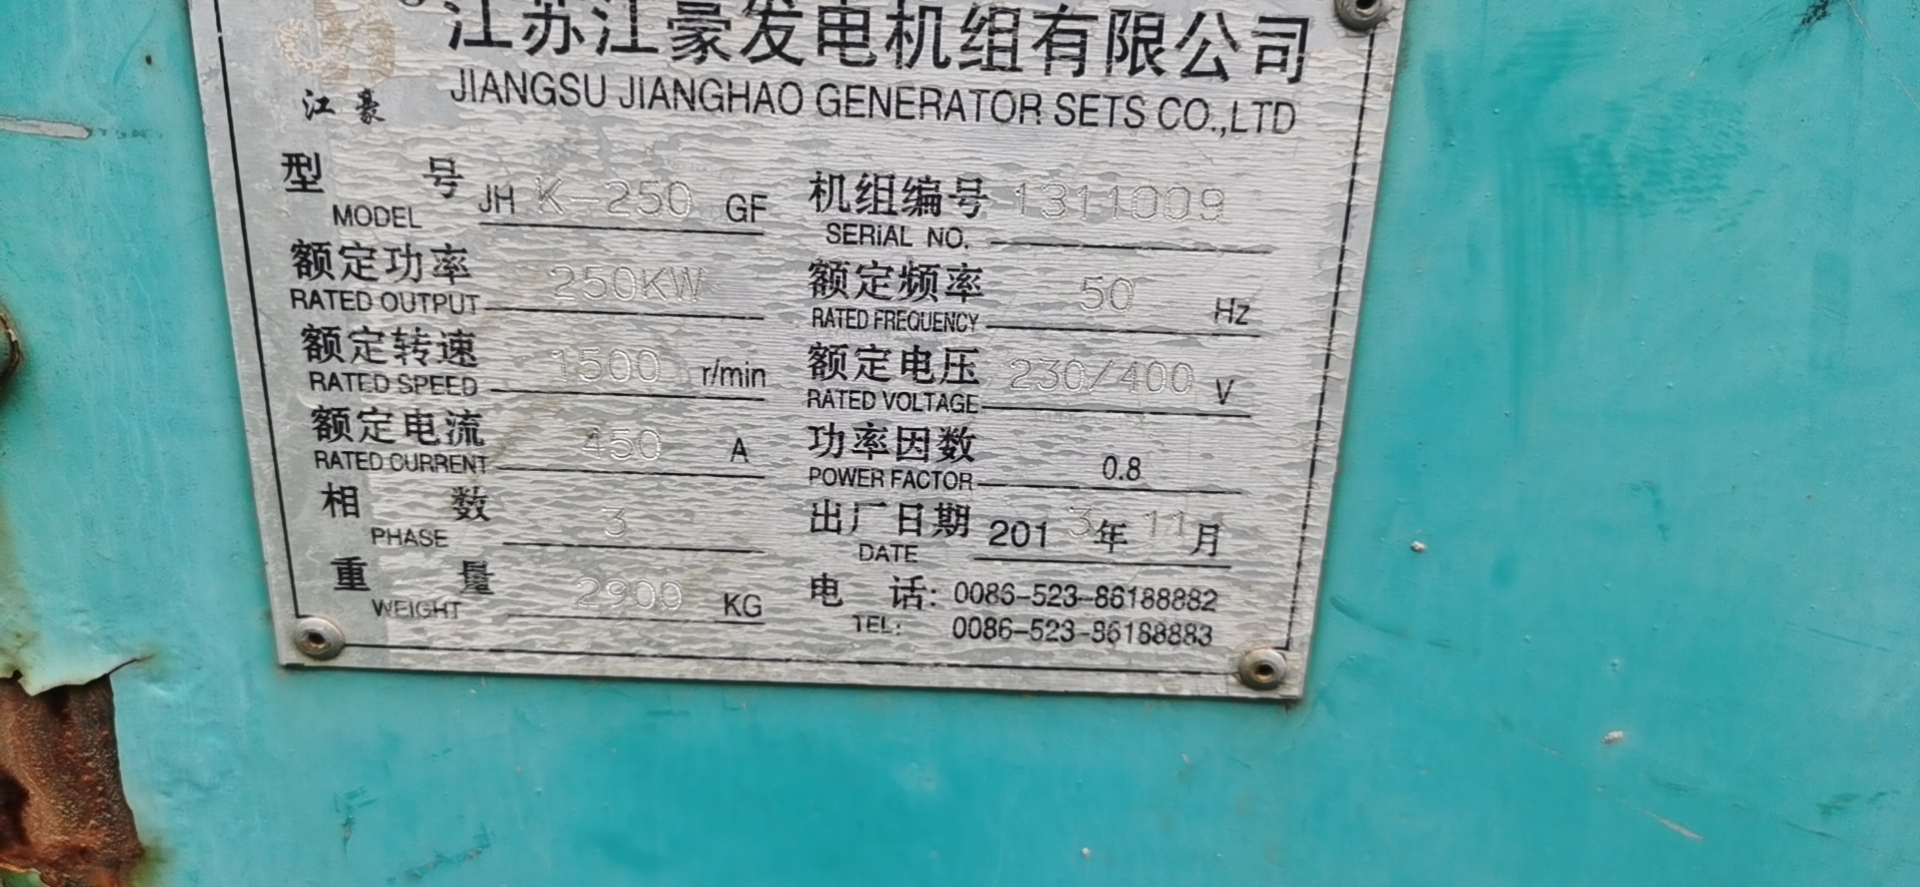 江苏江豪发电机组有限公司
江豪
JIANGSU JIANGHAO GENERATOR SETS CO.,LTD
型号 JHK-250 GF 机组编号 1311009
MODEL SERIAL NO.
额定功率 250KW 额定频率 50 Hz
RATED OUTPUT RATED FREQUENCY
额定转速 1500 r/min 额定电压 230/400 V
RATED SPEED RATED VOLTAGE
额定电流 450 A 功率因数 0.8
RATED CURRENT POWER FACTOR
相数 3 出厂日期 2013年11月
PHASE DATE
重量 2900 KG 电话: 0086-523-86188882
WEIGHT TEL: 0086-523-86188883